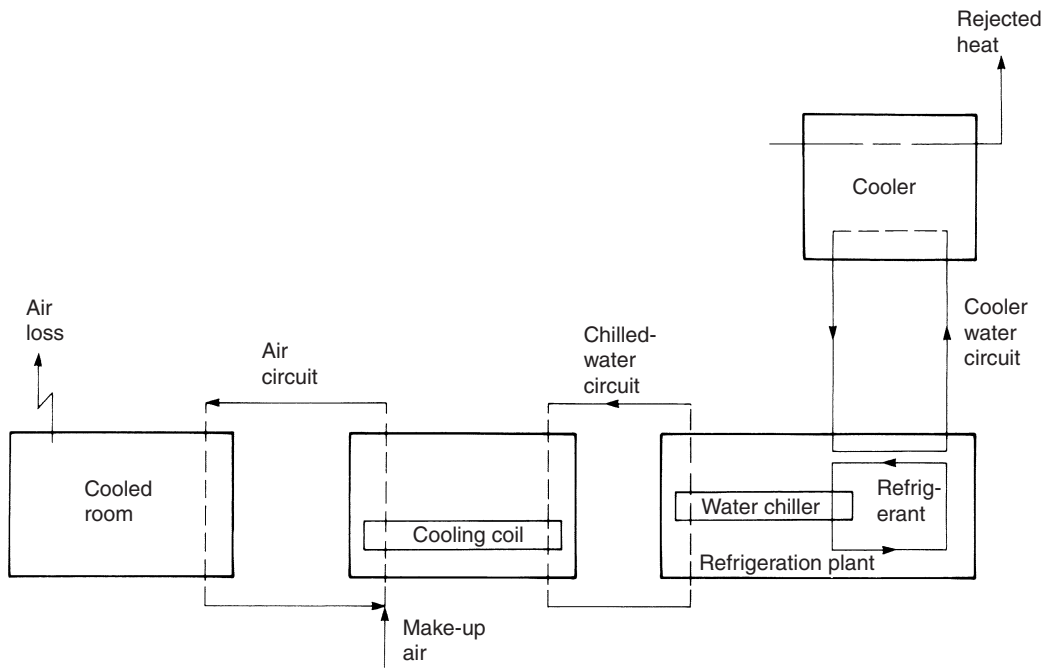 Rejected
heat
Cooler
Air
loss
Air
circuit
Chilled-
water
circuit
Cooler
water
circuit
Cooled
room
Cooling coil
Water chiller
Refrig-
erant
Refrigeration plant
Make-up
air